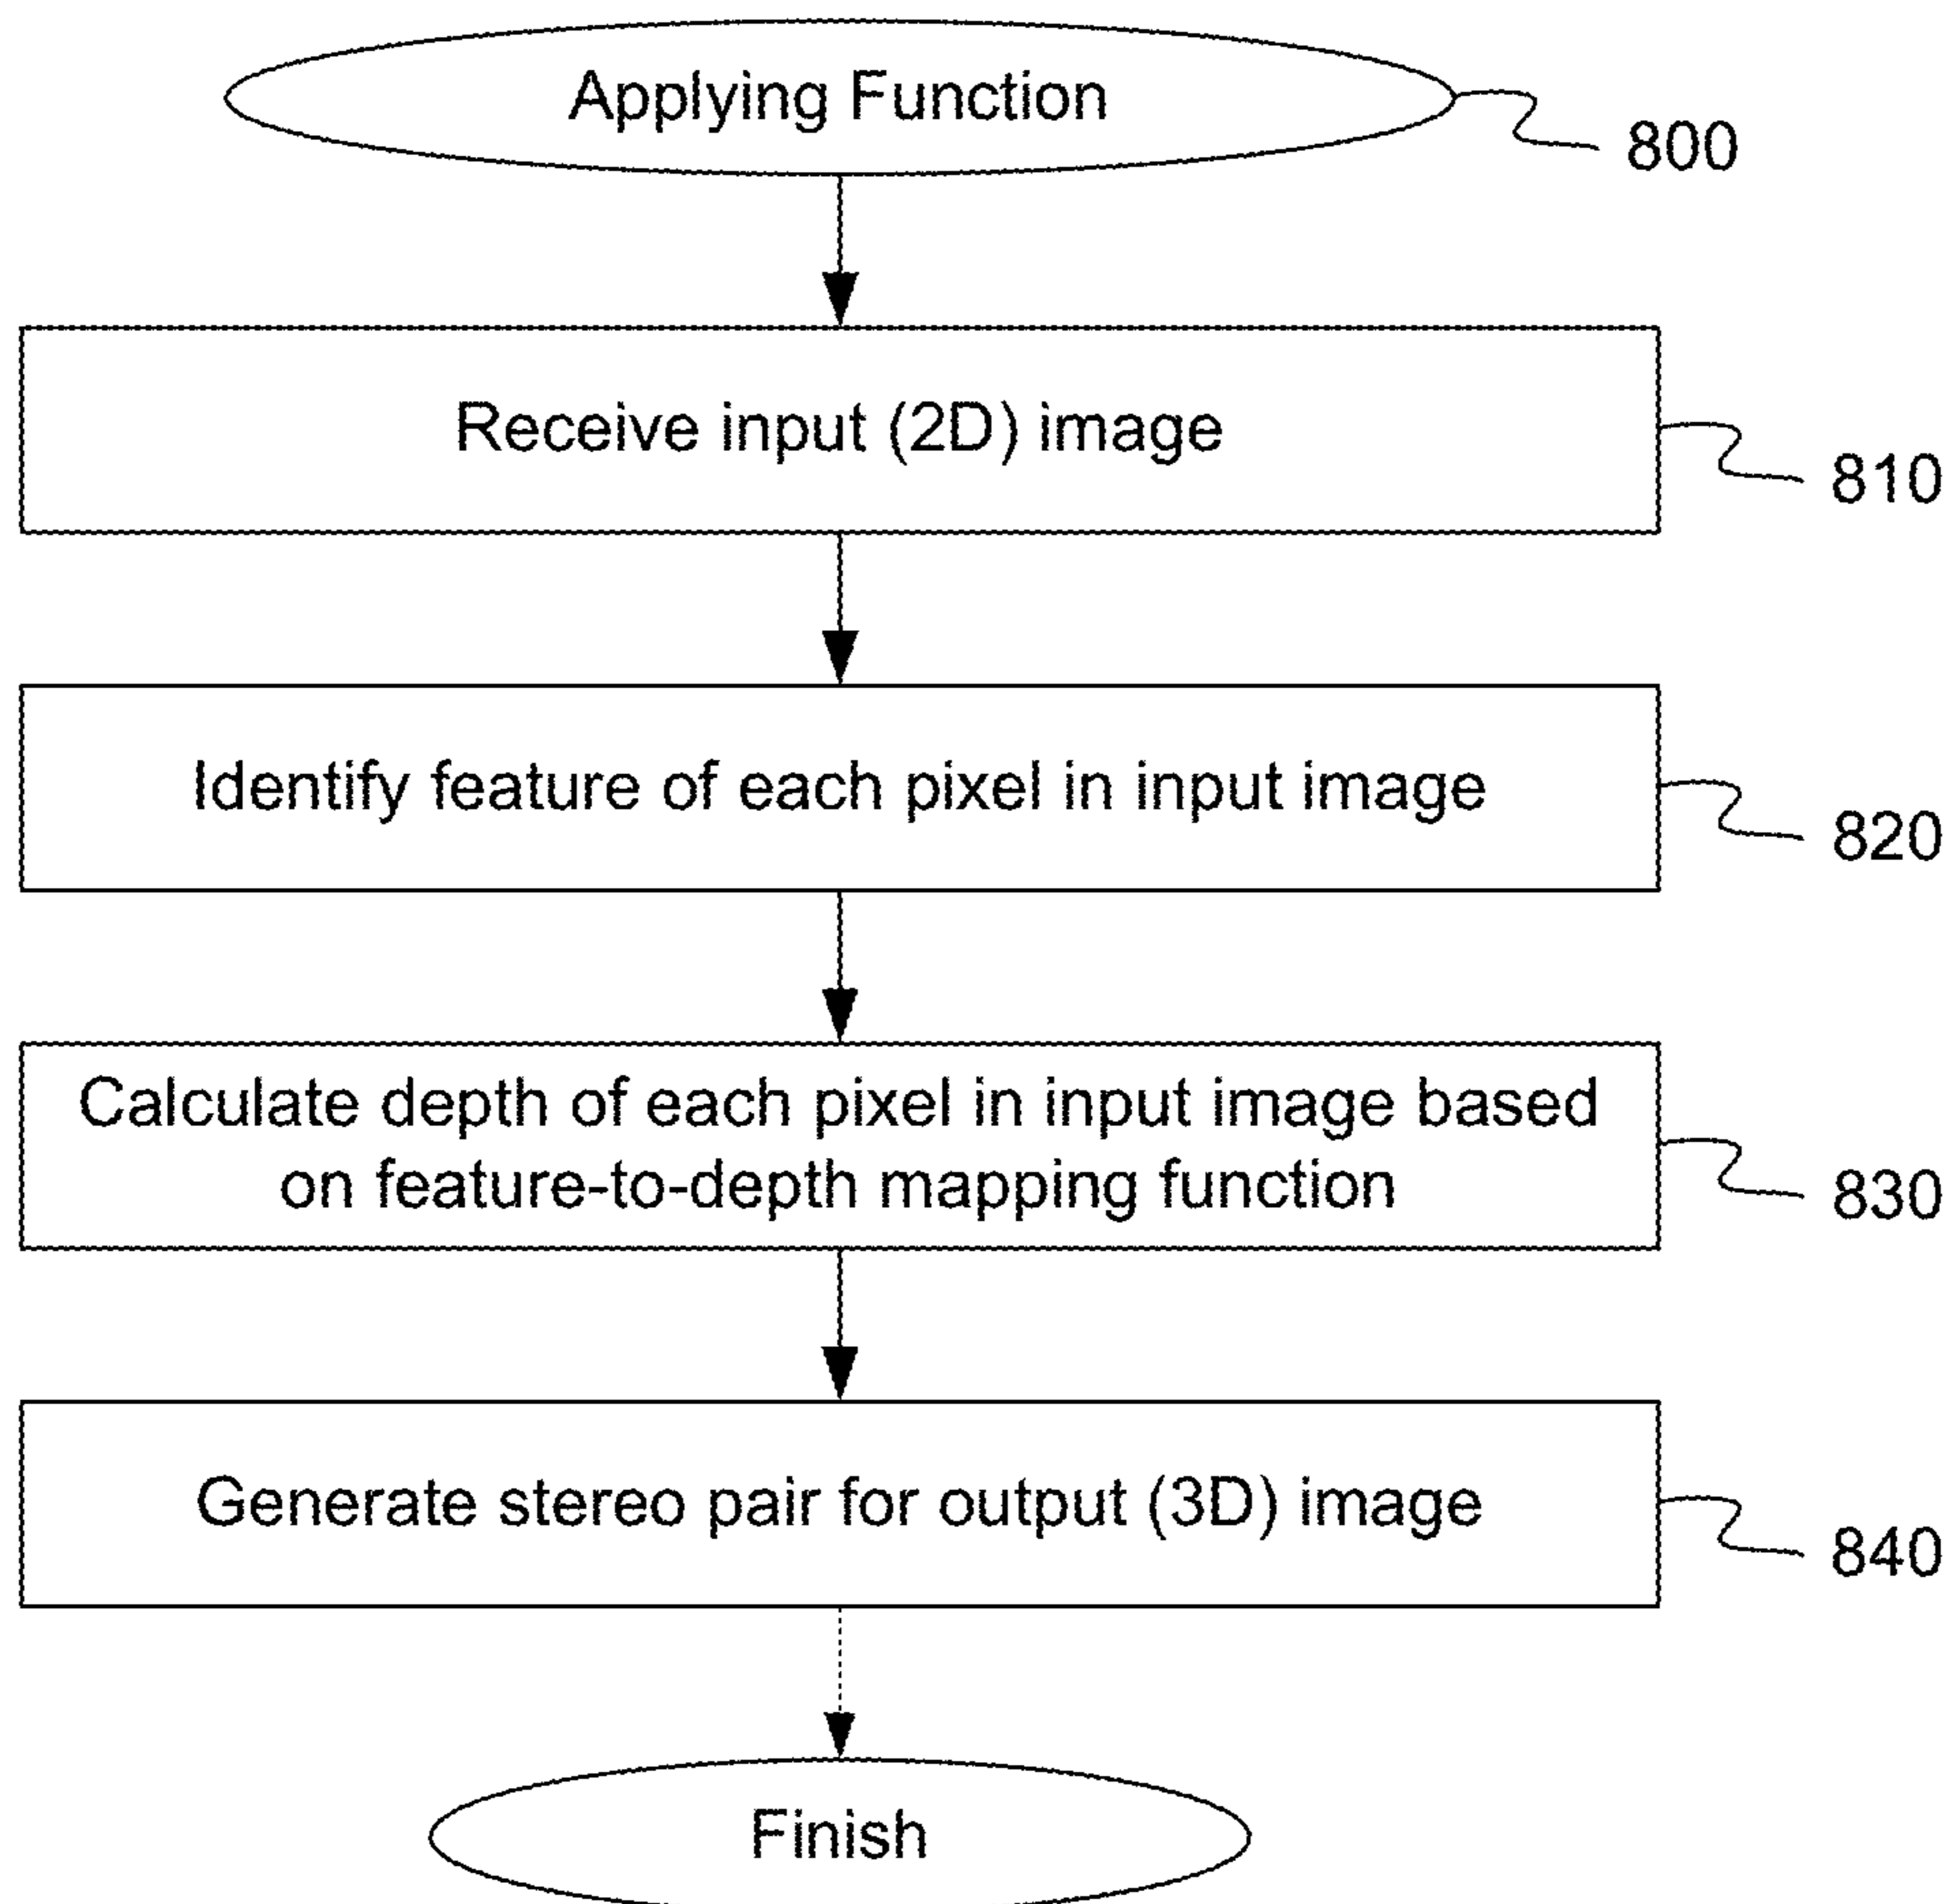 Applying Function
800
Receive input (2D) image
810
Identify feature of each pixel in input image
820
Calculate depth of each pixel in input image based
on feature-to-depth mapping function
830
Generate stereo pair for output (3D) image
840
Finish